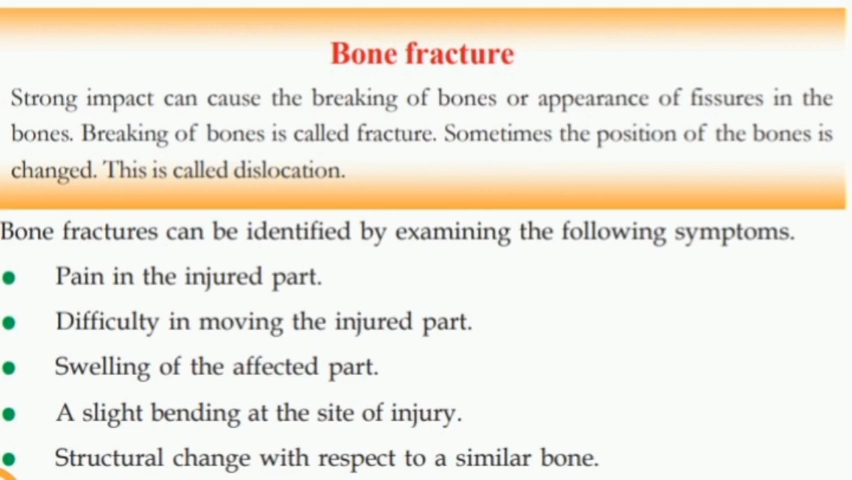 Bone fracture
Strong impact can cause the breaking of bones or appearance of fissures in the
bones. Breaking of bones is called fracture. Sometimes the position of the bones is
changed. This is called dislocation.
Bone fractures can be identified by examining the following symptoms.
● Pain in the injured part.
● Difficulty in moving the injured part.
● Swelling of the affected part.
● A slight bending at the site of injury.
● Structural change with respect to a similar bone.